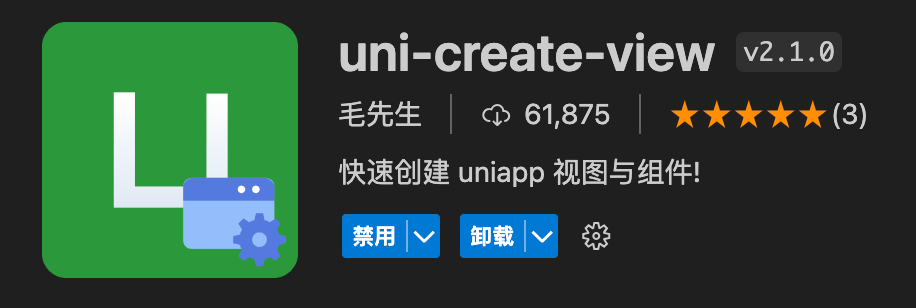 uni-create-view v2.1.0
毛先生 61,875 (3)
快速创建 uniapp 视图与组件!
禁用 卸载